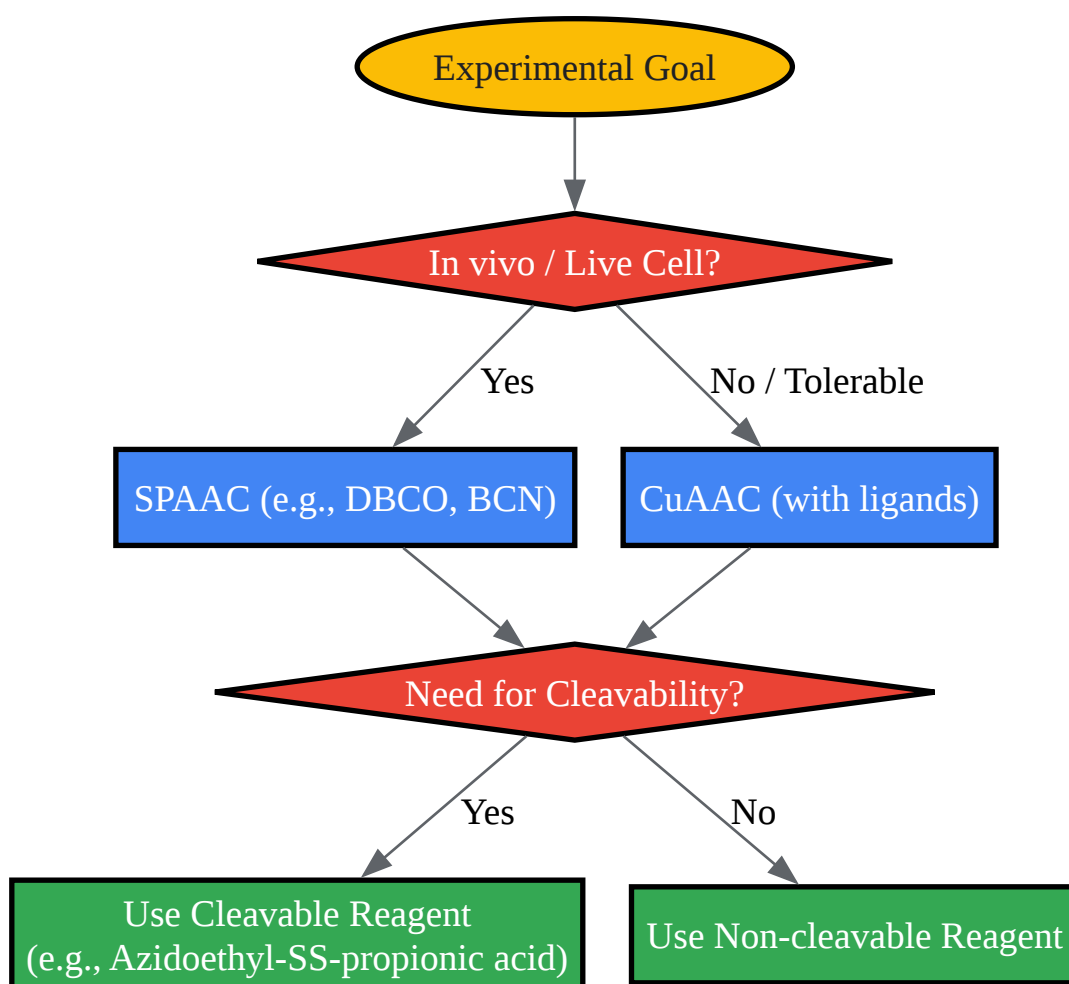 Experimental Goal
In vivo / Live Cell?
Yes
No / Tolerable
SPAAC (e.g., DBCO, BCN)
CuAAC (with ligands)
Need for Cleavability?
Yes
No
Use Cleavable Reagent
(e.g., Azidoethyl-SS-propionic acid)
Use Non-cleavable Reagent